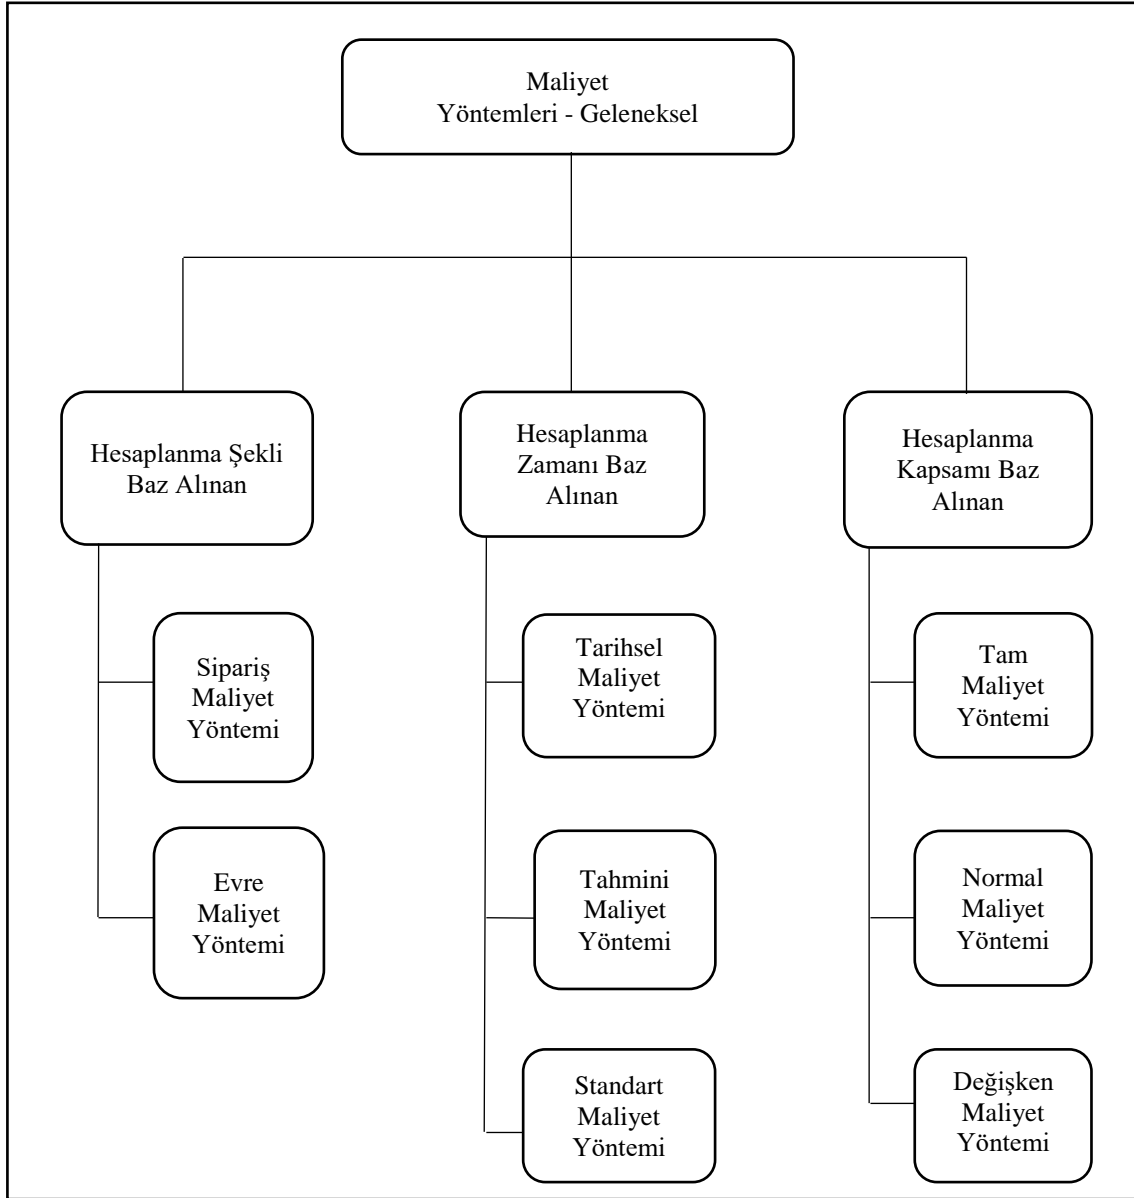 Maliyet
Yöntemleri - Geleneksel
Hesaplanma Şekli
Baz Alınan
Hesaplanma
Zamanı Baz
Alınan
Hesaplanma
Kapsamı Baz
Alınan
Sipariş
Maliyet
Yöntemi
Tarihsel
Maliyet
Yöntemi
Tam
Maliyet
Yöntemi
Evre
Maliyet
Yöntemi
Tahmini
Maliyet
Yöntemi
Normal
Maliyet
Yöntemi
Standart
Maliyet
Yöntemi
Değişken
Maliyet
Yöntemi